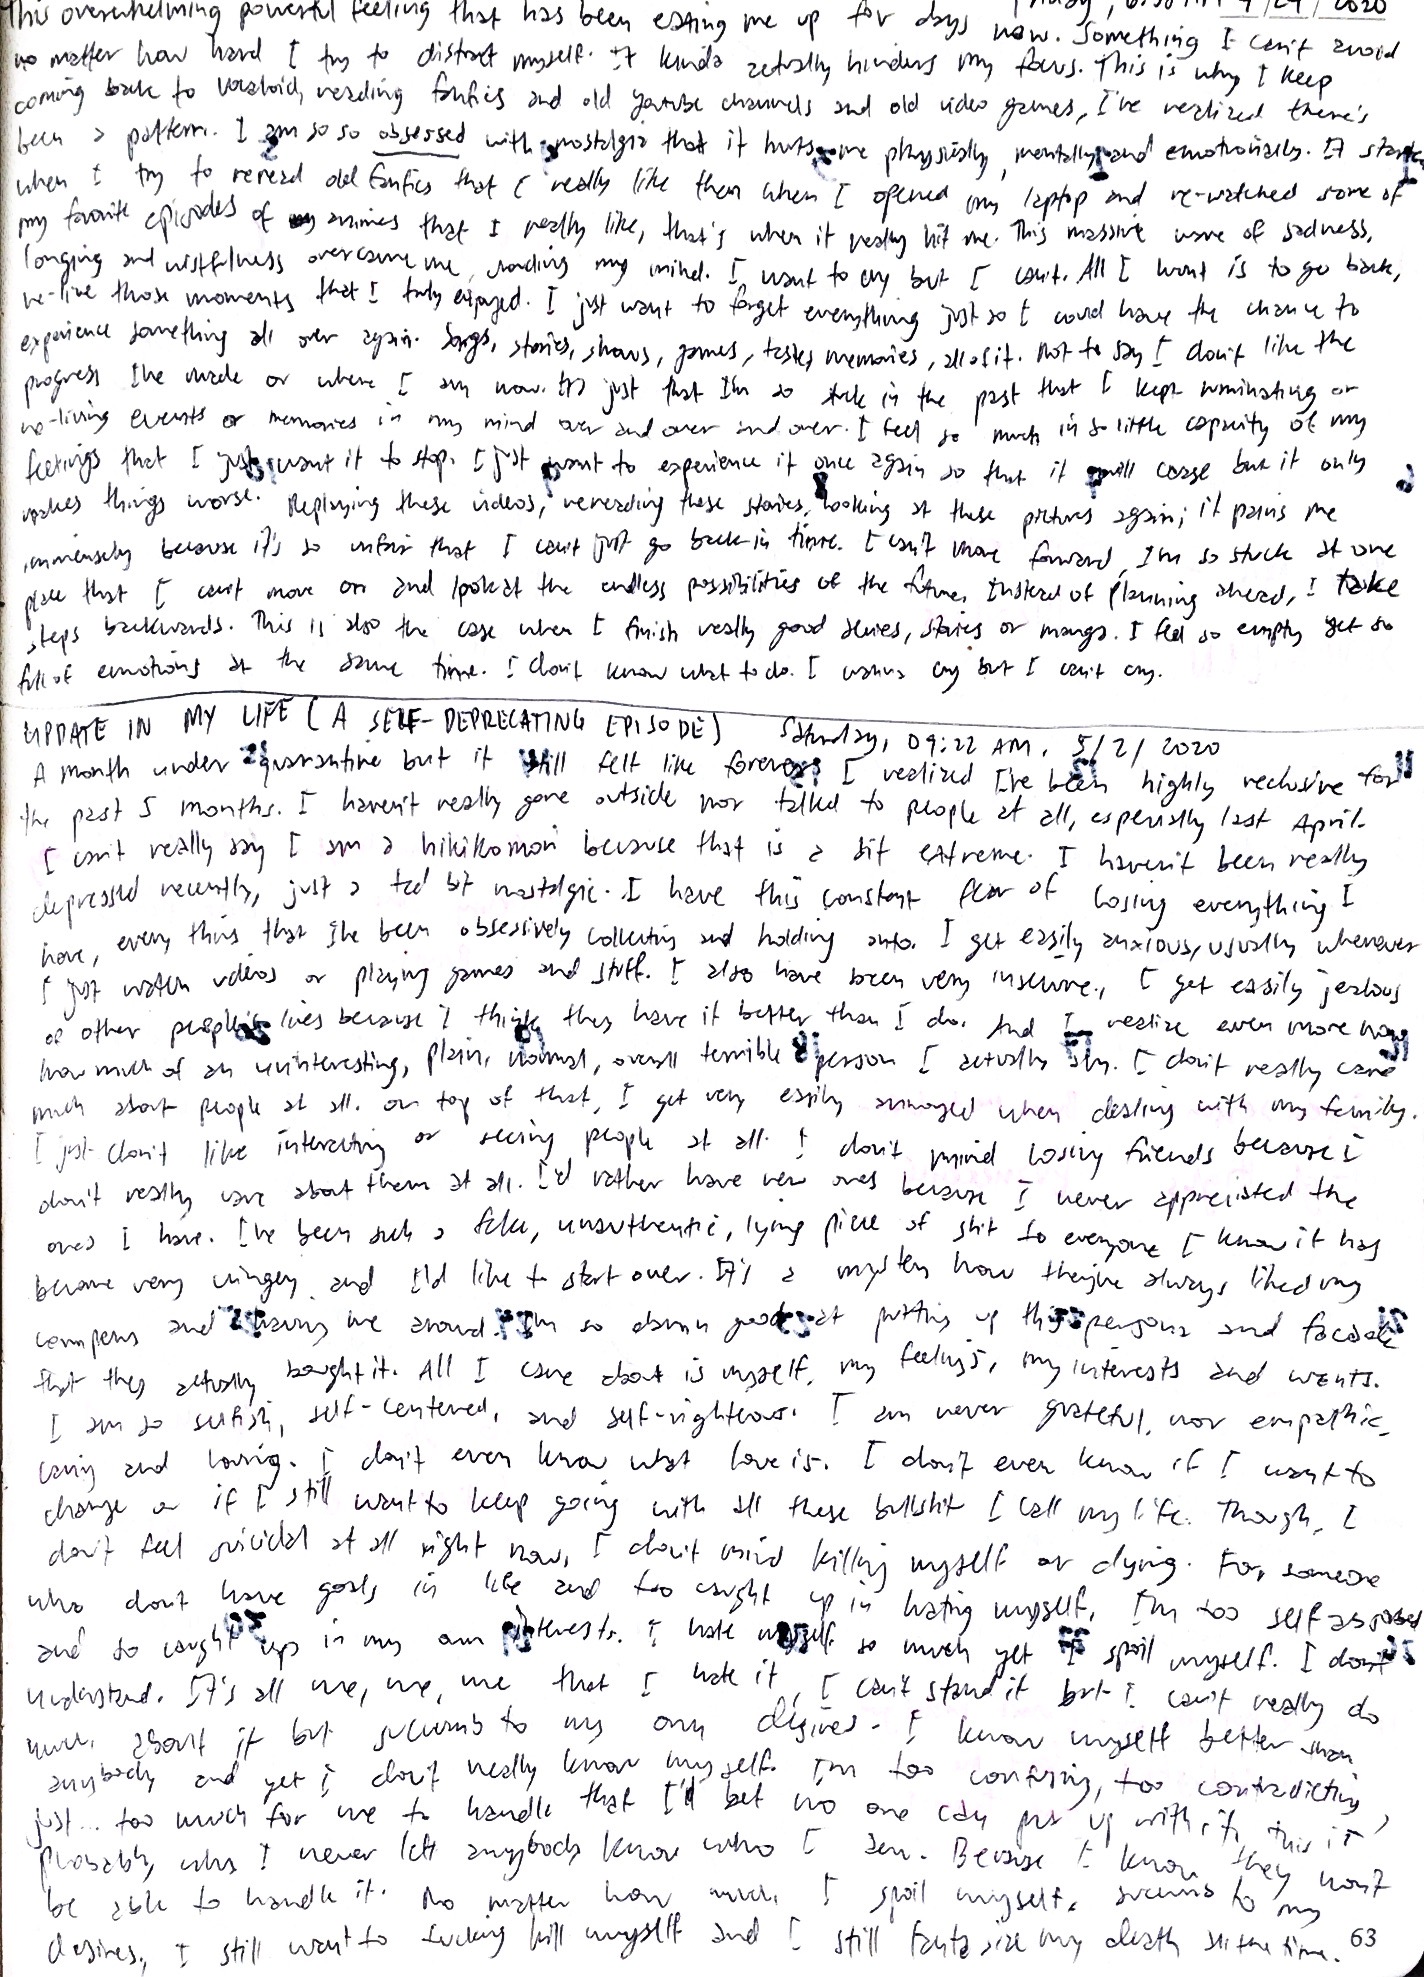 This overwhelming powerful feeling that has been eating me up for days now. Something I can't avoid
no matter how hard I try to distract myself. It kinda actually hinders my focus. This is why I keep
coming back to vocaloid, reading fanfics and old youtube channels and old video games, I've realized there's
been a pattern. I am so so obsessed with nostalgia that it hurts me physically, mentally and emotionally. It started
when I try to reread old fanfics that I really like then when I opened my laptop and re-watched some of
my favorite episodes of animes that I really like, that's when it really hit me. This massive wave of sadness,
longing and wistfulness overcame me, my mind. I want to cry but I can't. All I want is to go back,
re-live those moments that I truly enjoyed. I just want to forget everything just so I could have the chance to
experience something all over again. Songs, stories, shows, games, tastes, memories, all of it. Not to say I don't like the
progress I've made or where I am now. It's just that I'm so stuck in the past that I kept ruminating or
re-living events or memories in my mind over and over and over. I feel so much in so little capacity of my
feelings that I just want it to stop. I just want to experience it once again so that it will cease but it only
makes things worse. Replaying these videos, rereading these stories, looking at these pictures again; it pains me
immensely because it's so unfair that I can't just go back in time. I can't move forward, I'm so stuck at one
place that I can't move on and look at the endless possibilities of the future. Instead of planning ahead, I take
steps backwards. This is also the case when I finish really good series, stories or manga. I feel so empty yet so
full of emotions at the same time. I don't know what to do. I wanna cry but I can't cry.
UPDATE IN MY LIFE (A SELF-DEPRECATING EPISODE) Saturday, 09:22 AM, 5/2/2020
A month under quarantine but it still felt like forever. I realized I've been highly reclusive for
the past 5 months. I haven't really gone outside nor talked to people at all, especially last April.
I can't really say I am a hikikomori because that is a bit extreme. I haven't been really
depressed recently, just a tad bit nostalgic. I have this constant fear of losing everything I
have, every thing that I've been obsessively collecting and holding onto. I get easily anxious, usually whenever
I just watch videos or playing games and stuff. I also have been very insecure, I get easily jealous
of other people's lives because I think they have it better than I do. And I realize even more now
how much of an uninteresting, plain, normal, overall terrible person I actually am. I don't really care
much about people at all. On top of that, I get very easily annoyed when dealing with my family.
I just don't like interacting or seeing people at all. I don't mind losing friends because I
don't really care about them at all. I'd rather have new ones because I never appreciated the
ones I have. I've been such a fake, unauthentic, lying piece of shit to everyone I know it has
become very cringey and I'd like to start over. It's a mystery how they've always liked my
company and having me around. I'm so damn good at putting up this persona and facade
that they actually bought it. All I care about is myself, my feelings, my interests and wants.
I am so selfish, self-centered, and self-righteous. I am never grateful, nor empathic,
caring and loving. I don't even know what love is. I don't even know if I want to
change or if I still want to keep going with all these bullshit I call my life. Though, I
don't feel suicidal at all right now, I don't mind killing myself or dying. For, someone
who don't have goals in life and too caught up in hating myself, I'm too self absorbed
and so caught up in my own interests. I hate myself so much yet I spoil myself. I don't
understand. It's all me, me, me that I hate it, I can't stand it but I can't really do
much about it but succumb to my own desires. I know myself better than
anybody and yet I don't really know myself. I'm too confusing, too contradicting,
just... too much for me to handle that I'll bet no one can put up with it, this is
probably why I never let anybody know who I am. Because I know they won't
be able to handle it. No matter how much I spoil myself, succumb to my
desires, I still want to fucking kill myself and I still fantasize my death all the time. 63